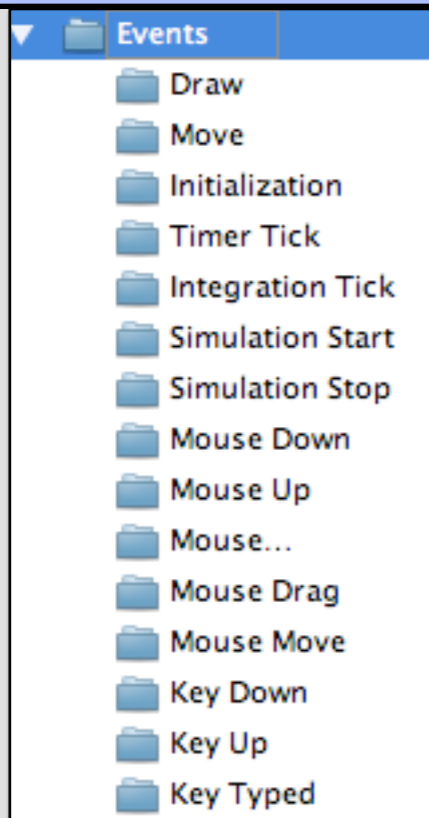 Events
Draw
Move
Initialization
Timer Tick
Integration Tick
Simulation Start
Simulation Stop
Mouse Down
Mouse Up
Mouse...
Mouse Drag
Mouse Move
Key Down
Key Up
Key Typed